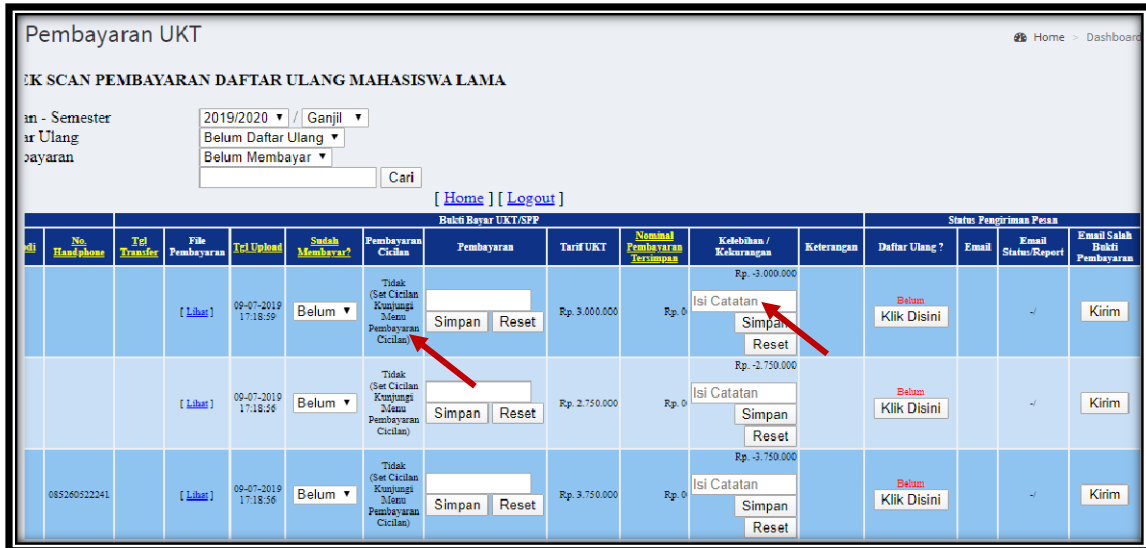 Pembayaran UKT
Home > Dashboard
EK SCAN PEMBAYARAN DAFTAR ULANG MAHASISWA LAMA
an - Semester 2019/2020 / Ganjil
ar Ulang Belum Daftar Ulang
bayaran Belum Membayar
Cari
[ Home ] [ Logout ]
Bukti Bayar UKT/SPP Status Pengiriman Pesan
di No. Handphone Tgl Transfer File Pembayaran Tgl Upload Sudah Membayar? Pembayaran Cicilan Pembayaran Tarif UKT Nominal Pembayaran Tersimpan Kelebihan / Kekurangan Keterangan Daftar Ulang ? Email Email Status/Report Email Salah Bukti Pembayaran
[ Lihat ] 09-07-2019 17:18:59 Belum Tidak (Set Cicilan Kunjungi Menu Pembayaran Cicilan) Simpan Reset Rp. 3.000.000 Rp. 0 Rp. -3.000.000 Isi Catatan Simpan Reset Belum Klik Disini -/ Kirim
[ Lihat ] 09-07-2019 17:18:56 Belum Tidak (Set Cicilan Kunjungi Menu Pembayaran Cicilan) Simpan Reset Rp. 2.750.000 Rp. 0 Rp. -2.750.000 Isi Catatan Simpan Reset Belum Klik Disini -/ Kirim
085260522241 [ Lihat ] 09-07-2019 17:18:56 Belum Tidak (Set Cicilan Kunjungi Menu Pembayaran Cicilan) Simpan Reset Rp. 3.750.000 Rp. 0 Rp. -3.750.000 Isi Catatan Simpan Reset Belum Klik Disini -/ Kirim